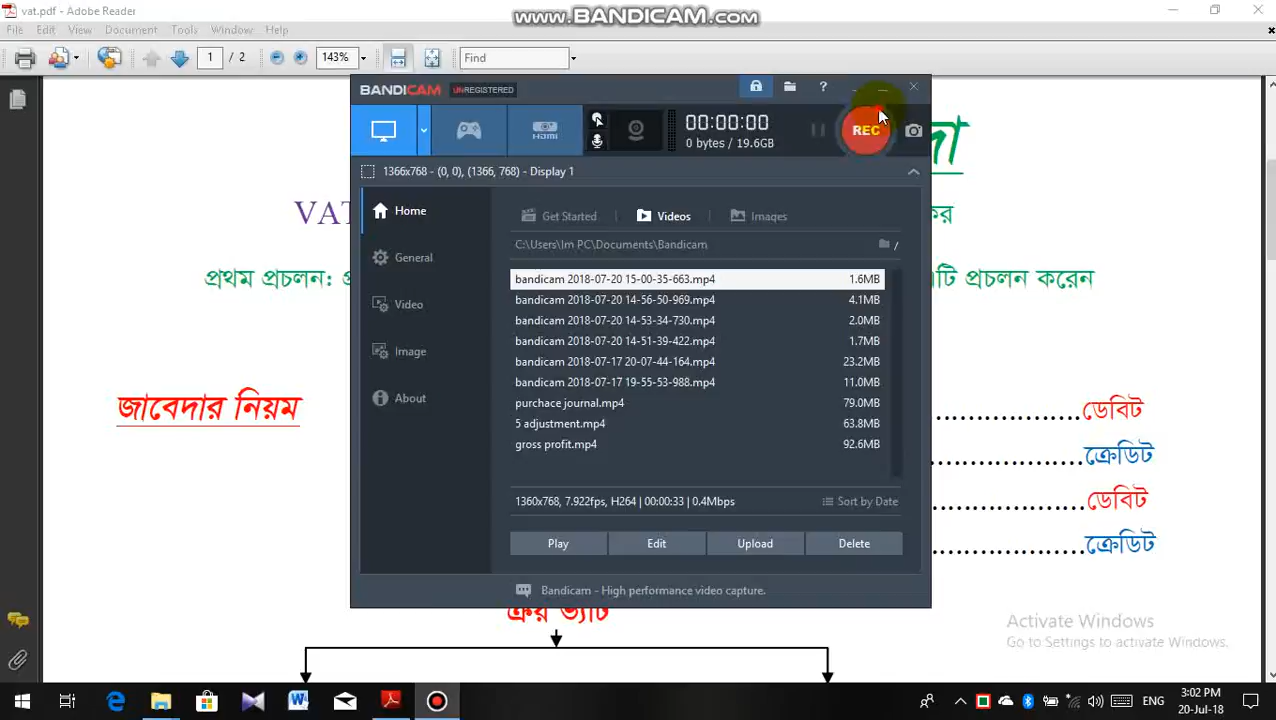 vat.pdf - Adobe Reader
www.BANDICAM.com
File Edit View Document Tools Window Help
1 / 2 143% Find
BANDICAM UNREGISTERED
REC
00:00:00
0 bytes / 19.6GB
HDMI
1366x768 - (0, 0), (1366, 768) - Display 1
Home
General
Video
Image
About
Get Started Videos Images
C:\Users\Im PC\Documents\Bandicam
bandicam 2018-07-20 15-00-35-663.mp4 1.6MB
bandicam 2018-07-20 14-56-50-969.mp4 4.1MB
bandicam 2018-07-20 14-53-34-730.mp4 2.0MB
bandicam 2018-07-20 14-51-39-422.mp4 1.7MB
bandicam 2018-07-17 20-07-44-164.mp4 23.2MB
bandicam 2018-07-17 19-55-53-988.mp4 11.0MB
purchace journal.mp4 79.0MB
5 adjustment.mp4 63.8MB
gross profit.mp4 92.6MB
1360x768, 7.922fps, H264 | 00:00:33 | 0.4Mbps Sort by Date
Play Edit Upload Delete
Bandicam - High performance video capture.
VAT
প্রথম প্রচলন:
এটি প্রচলন করেন
জাবেদার নিয়ম
ডেবিট
ক্রেডিট
ডেবিট
ক্রেডিট
ক্রয় ভ্যাট
Activate Windows
Go to Settings to activate Windows.
ENG
3:02 PM
20-Jul-18